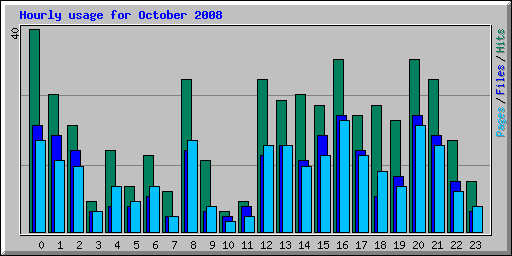 Hourly usage for October 2008
40
Pages/Files/Hits
0 1 2 3 4 5 6 7 8 9 10 11 12 13 14 15 16 17 18 19 20 21 22 23